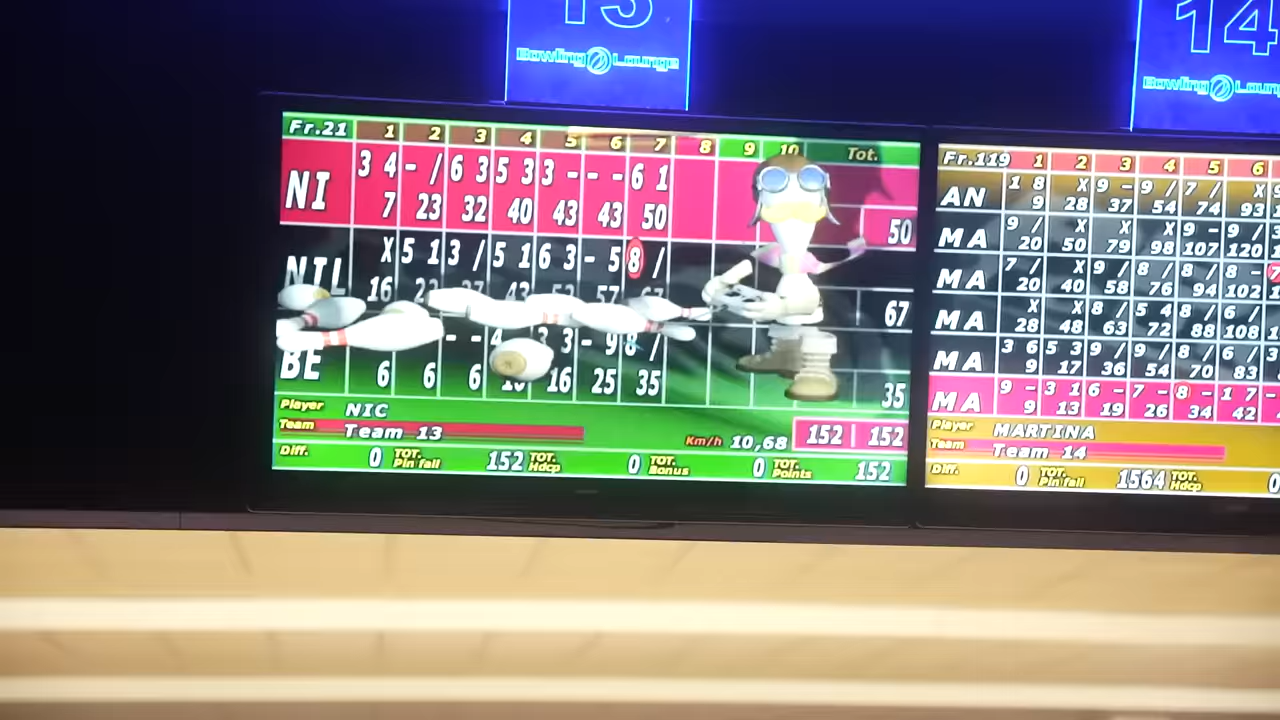 13
Bowling Lounge
14
Bowling
Fr.21 1 2 3 4 5 6 7 8 9 10 Tot.
NI 3 4 - / 6 3 5 3 3 - - - 6 1
7 23 32 40 43 43 50 50
NIL X 5 1 3 / 5 1 6 3 - 5 8 /
16 57 67
BE - - 4 3 - 9 8 /
6 6 6 16 25 35 35
Player NIC
Team Team 13
Km/h 10,68 152 152
Diff. 0 TOT. Pin fall 152 TOT. Hdcp 0 TOT. Bonus 0 TOT. Points 152
Fr.119 1 2 3 4 5 6
AN 1 8 X 9 - 9 / 7 / X
9 28 37 54 74 93
MA 9 / X X X 9 - 9 /
20 50 79 98 107 120
MA 7 / X 9 / 8 / 8 / 8 -
20 40 58 76 94 102
MA X X 8 / 5 4 8 / 6 /
28 48 63 72 88 108
MA 3 6 5 3 9 / 9 / 8 / 6 /
9 17 36 54 70 83
MA 9 - 3 1 6 - 7 - 8 - 1 7
9 13 19 26 34 42
Player MARTINA
Team Team 14
Diff. 0 TOT. Pin fall 1564 TOT. Hdcp